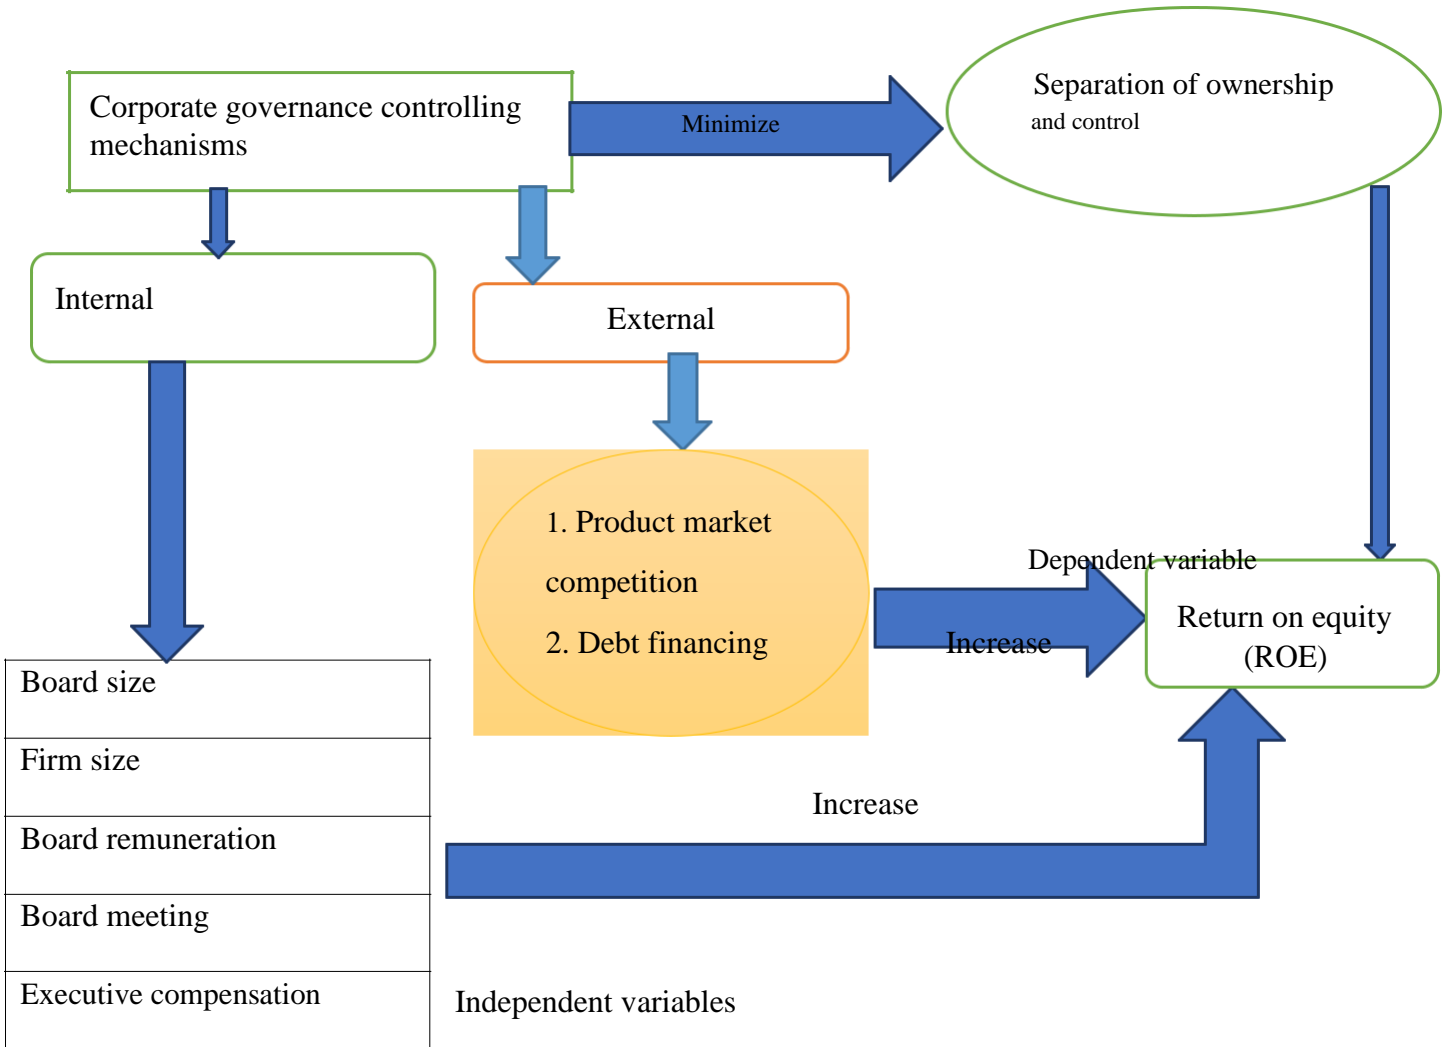 Corporate governance controlling
mechanisms
Minimize
Separation of ownership
and control
Internal
External
1. Product market
competition
2. Debt financing
Dependent variable
Increase
Return on equity
(ROE)
Board size
Firm size
Board remuneration
Board meeting
Executive compensation
Increase
Independent variables